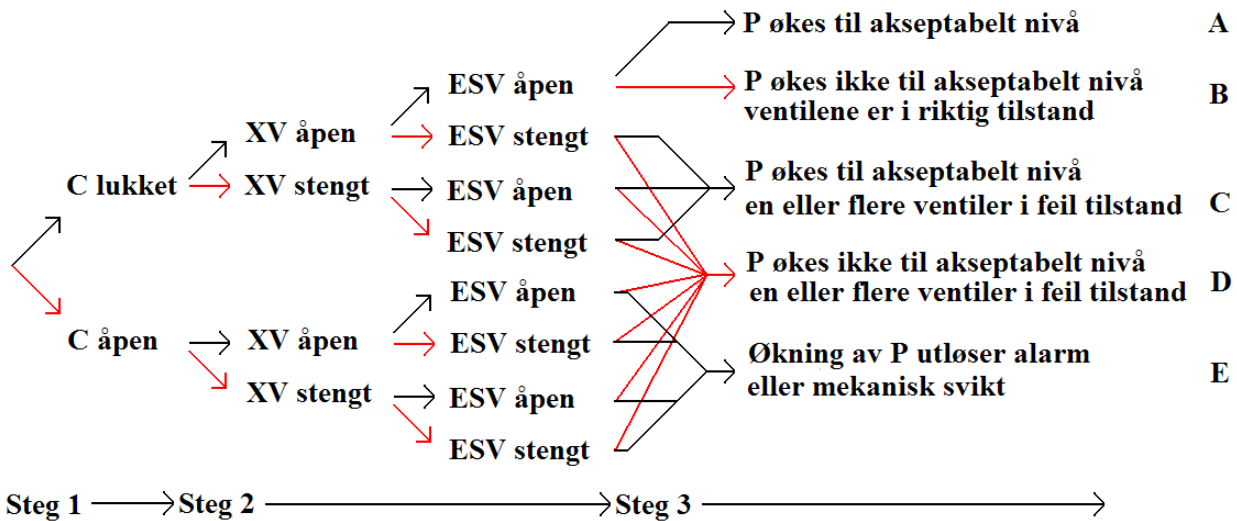 P økes til akseptabelt nivå A
ESV åpen
P økes ikke til akseptabelt nivå
ventilene er i riktig tilstand B
XV åpen
ESV stengt
C lukket
XV stengt
ESV åpen
P økes til akseptabelt nivå
en eller flere ventiler i feil tilstand C
ESV stengt
P økes ikke til akseptabelt nivå
en eller flere ventiler i feil tilstand D
ESV åpen
C åpen
XV åpen
ESV stengt
Økning av P utløser alarm
eller mekanisk svikt E
XV stengt
ESV åpen
ESV stengt
Steg 1 Steg 2 Steg 3